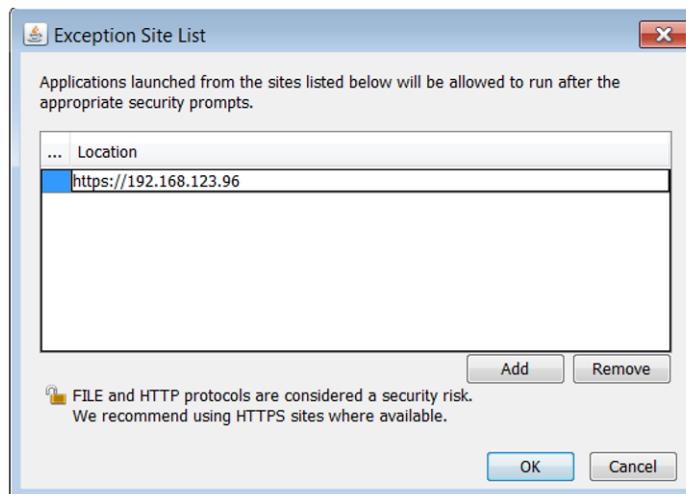 Exception Site List
Applications launched from the sites listed below will be allowed to run after the
appropriate security prompts.
... Location
https://192.168.123.96
Add Remove
FILE and HTTP protocols are considered a security risk.
We recommend using HTTPS sites where available.
OK Cancel